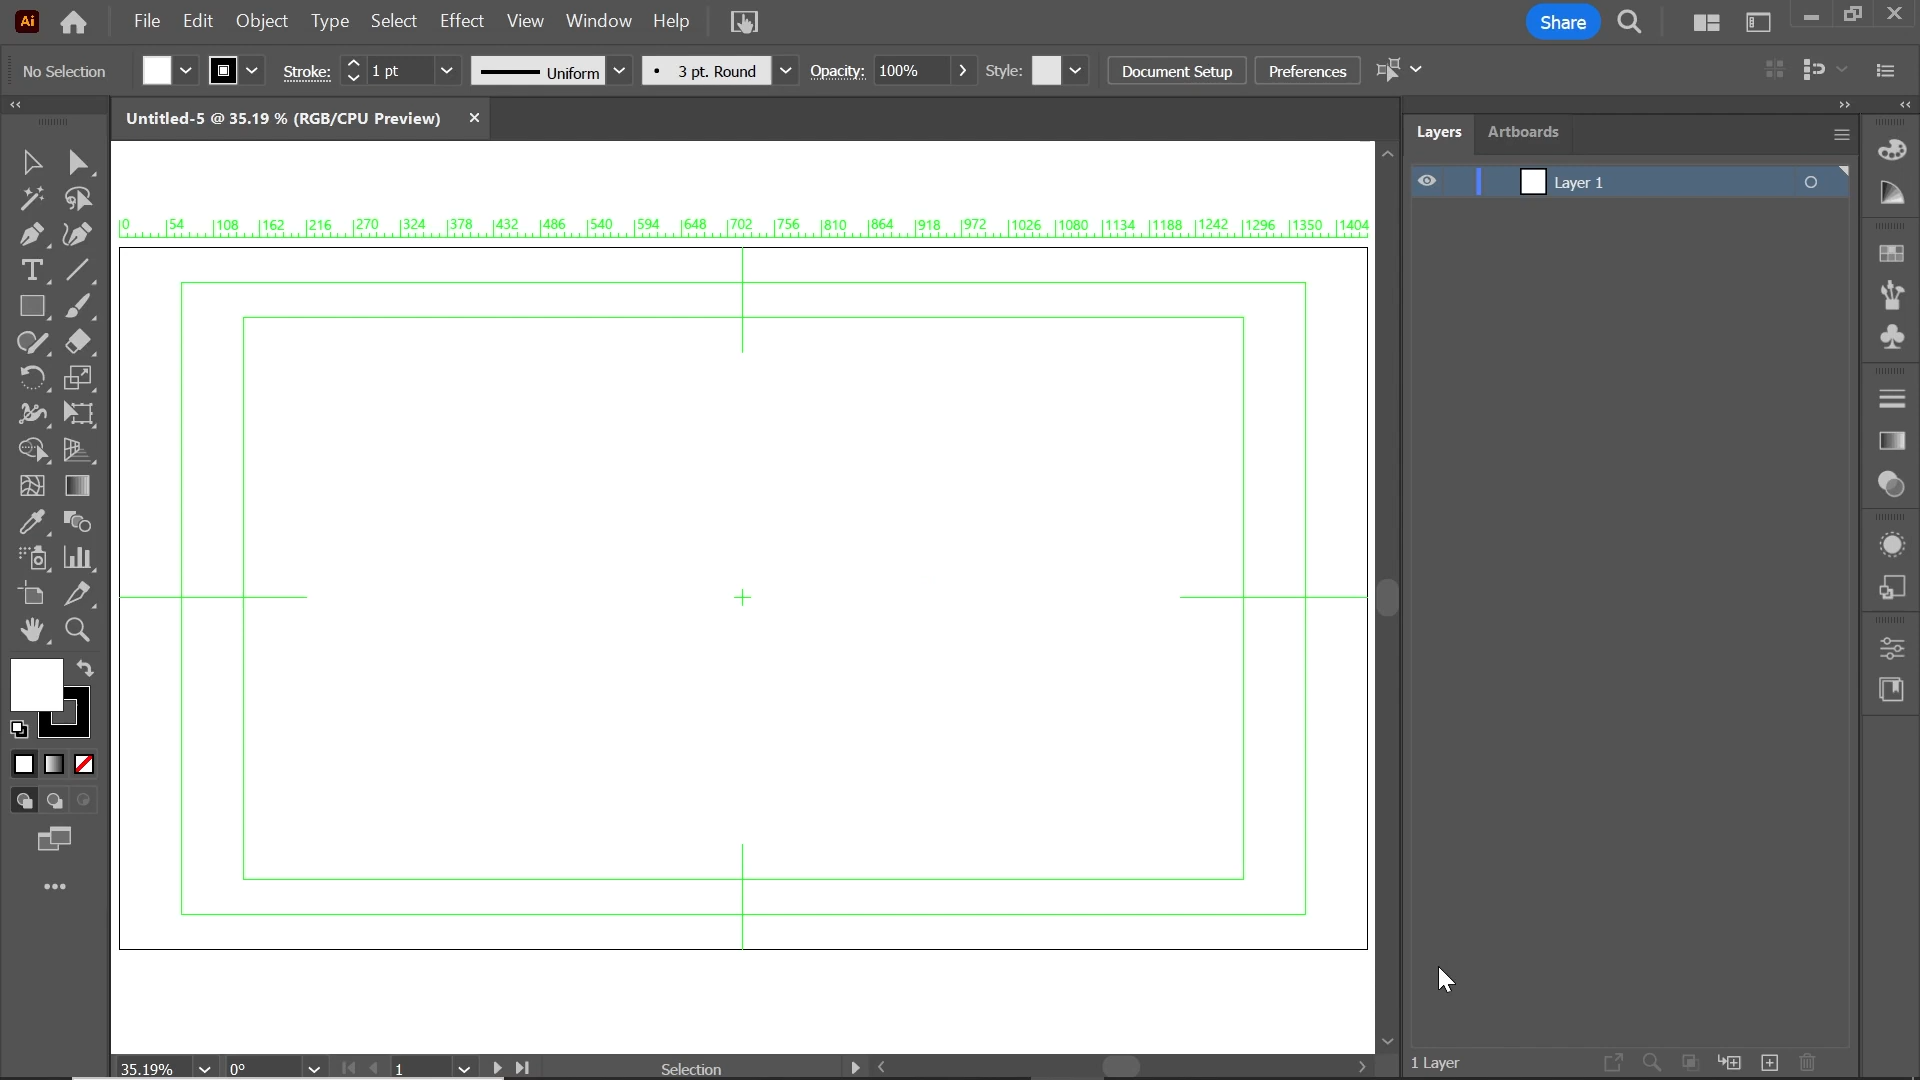 Ai File Edit Object Type Select Effect View Window Help Share
No Selection Stroke: 1 pt Uniform 3 pt. Round Opacity: 100% Style: Document Setup Preferences
Untitled-5 @ 35.19 % (RGB/CPU Preview)
Layers Artboards
Layer 1
0 54 108 162 216 270 324 378 432 486 540 594 648 702 756 810 864 918 972 1026 1080 1134 1188 1242 1296 1350 1404
35.19% 0° 1 Selection
1 Layer